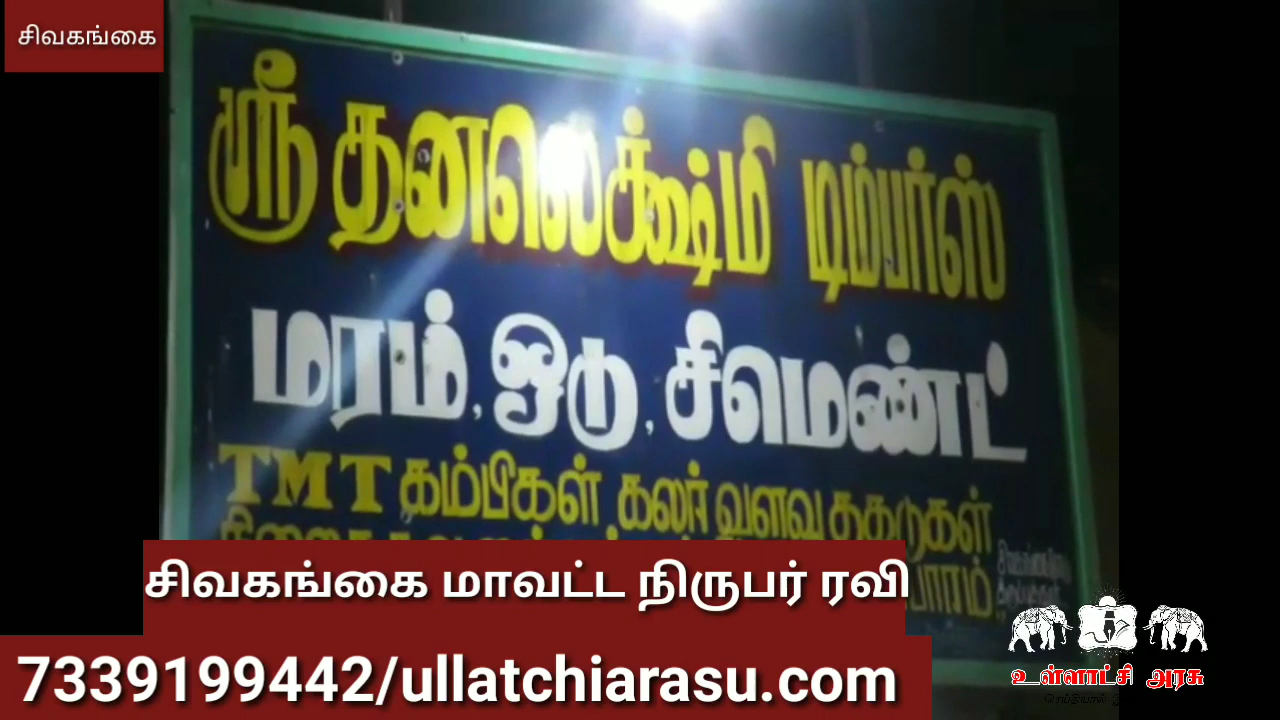 சிவகங்கை
ஸ்ரீ தனலெக்ஷ்மி டிம்பர்ஸ்
மரம், ஓடு, சிமெண்ட்
TMT கம்பிகள், கலர் வளவு தகடுகள்
சிவகங்கை மாவட்ட நிருபர் ரவி
7339199442/ullatchiarasu.com
உள்ளாட்சி அரசு